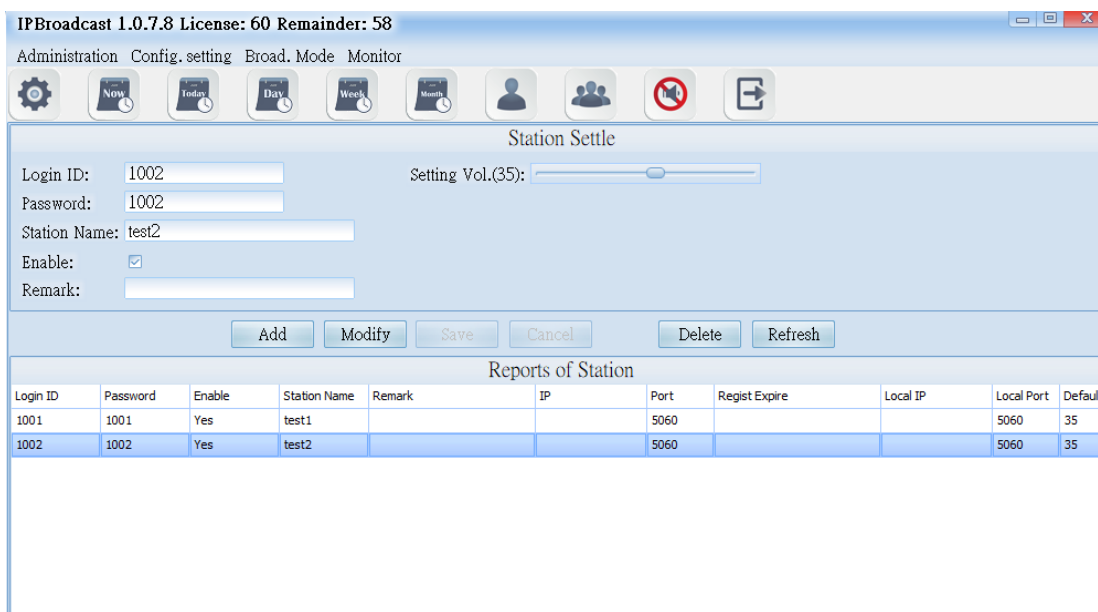 IPBroadcast 1.0.7.8 License: 60 Remainder: 58
Administration Config. setting Broad. Mode Monitor
Now Today Day Week Month
Station Settle
Login ID: 1002 Setting Vol.(35):
Password: 1002
Station Name: test2
Enable:
Remark:
Add Modify Save Cancel Delete Refresh
Reports of Station
Login ID Password Enable Station Name Remark IP Port Regist Expire Local IP Local Port Defaul
1001 1001 Yes test1 5060 5060 35
1002 1002 Yes test2 5060 5060 35